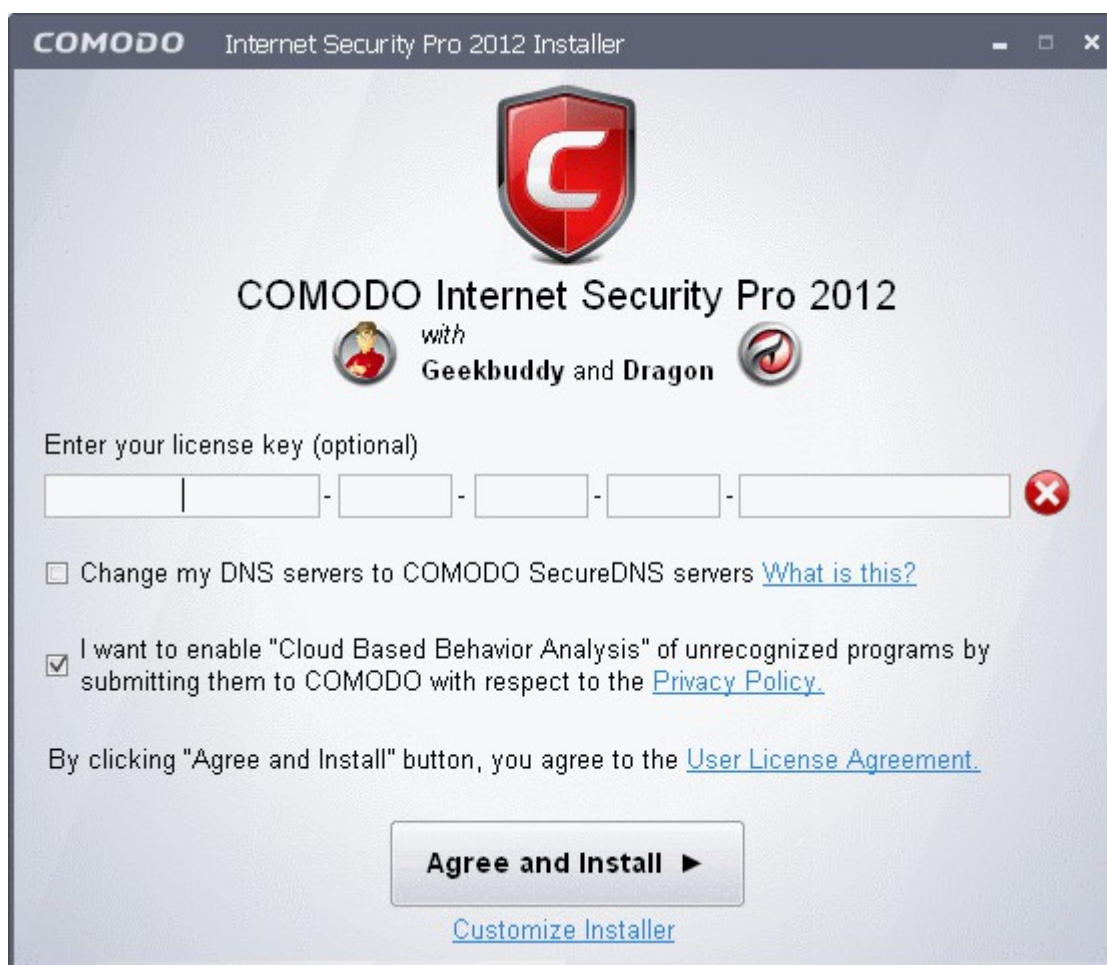 COMODO Internet Security Pro 2012 Installer
COMODO Internet Security Pro 2012
with
Geekbuddy and Dragon
Enter your license key (optional)
- - - -
Change my DNS servers to COMODO SecureDNS servers What is this?
I want to enable "Cloud Based Behavior Analysis" of unrecognized programs by
submitting them to COMODO with respect to the Privacy Policy.
By clicking "Agree and Install" button, you agree to the User License Agreement.
Agree and Install ►
Customize Installer